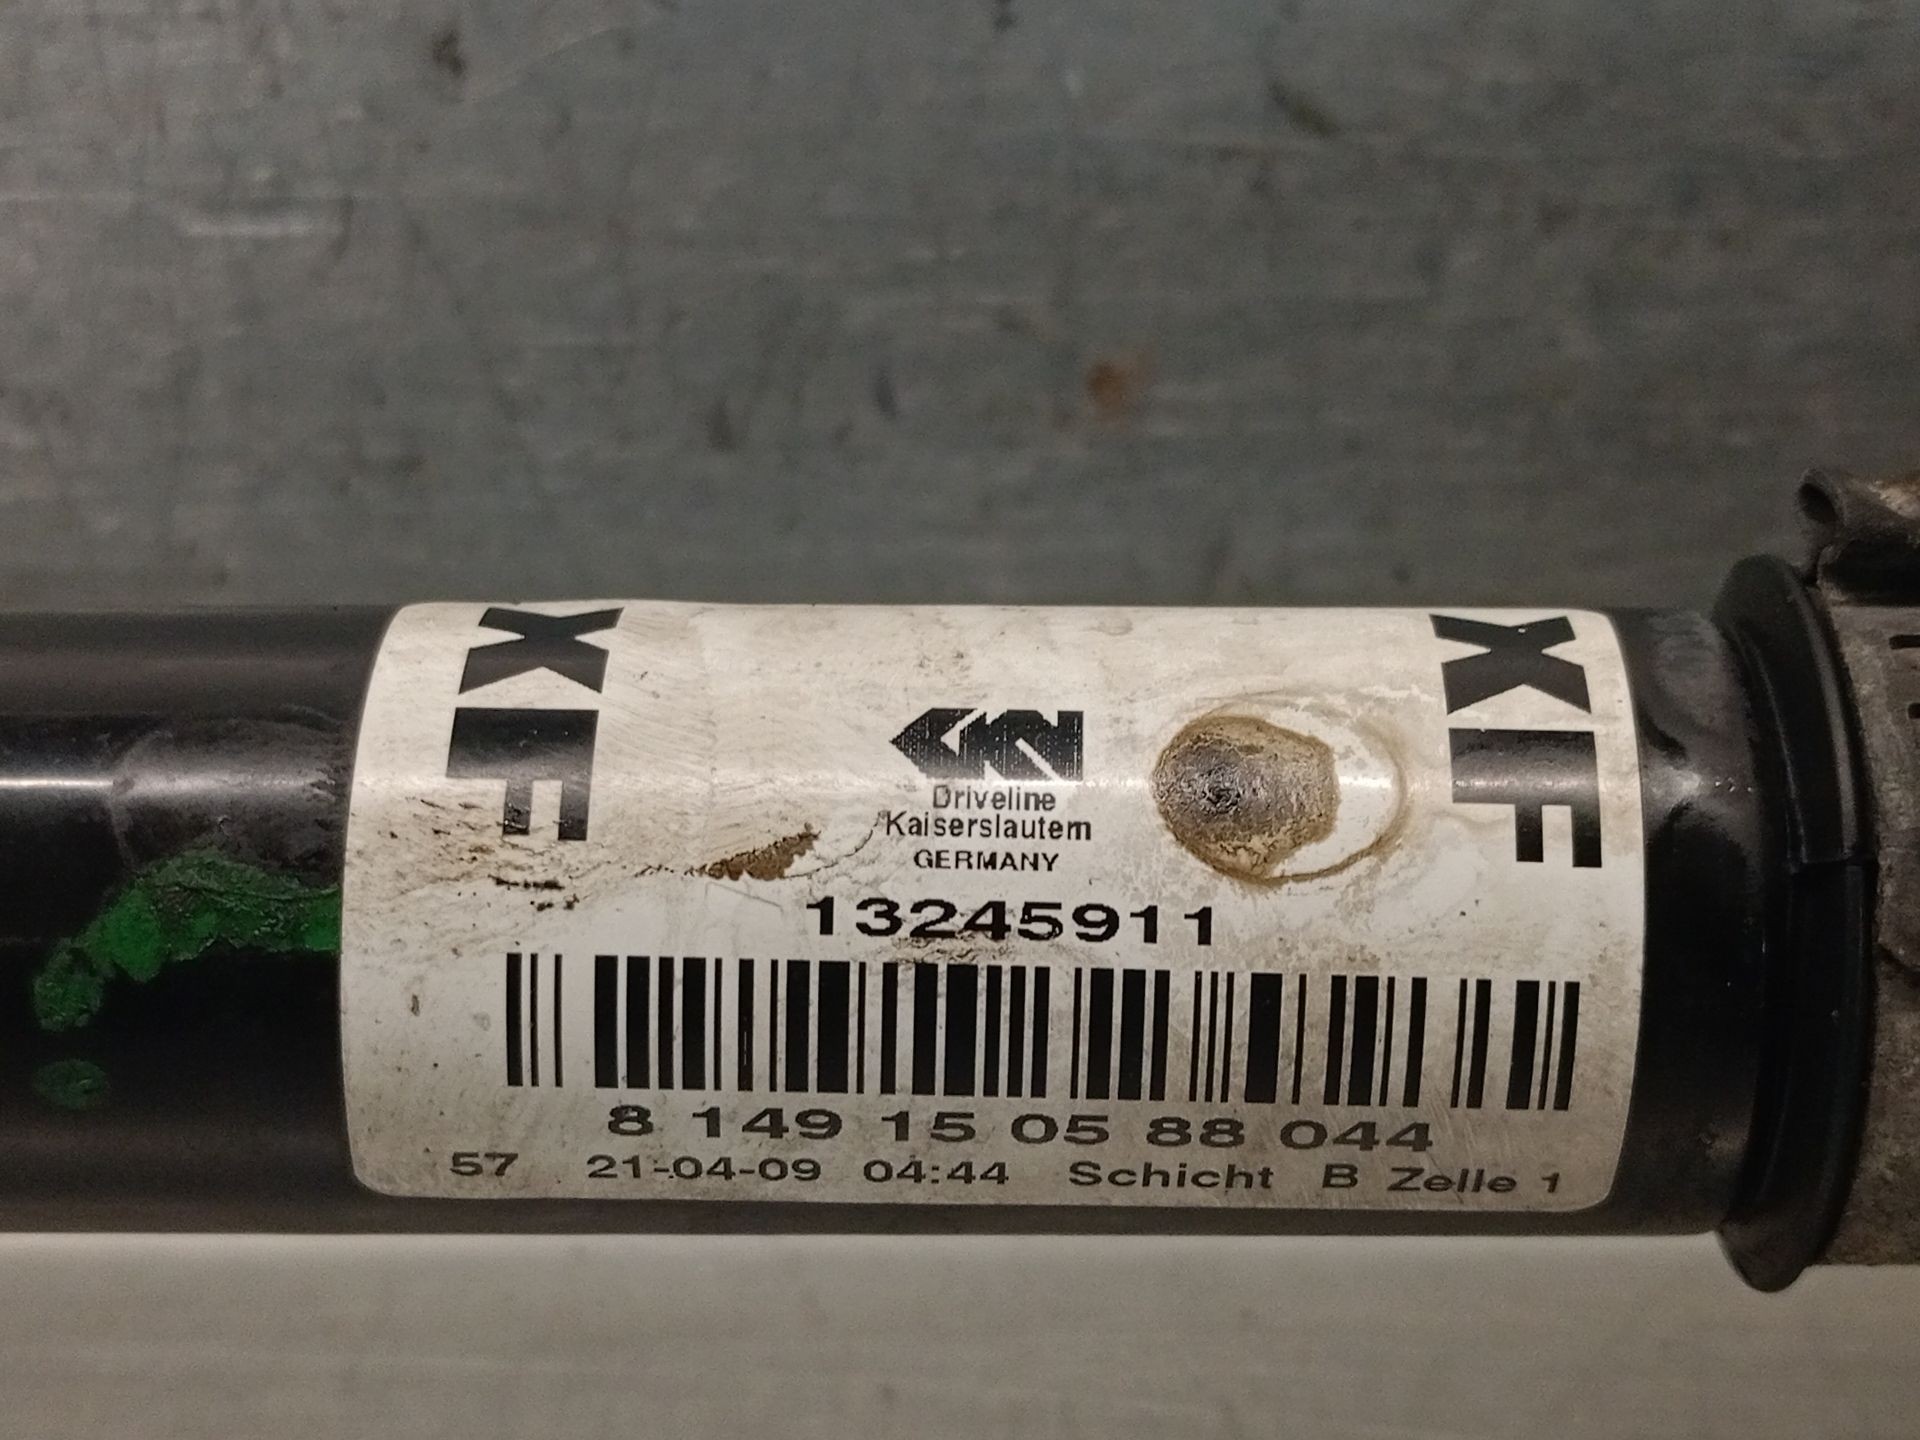 XF
XF
Driveline
Kaiserslautern
GERMANY
13245911
8 149 15 05 88 044
57 21-04-09 04:44 Schicht B Zelle 1